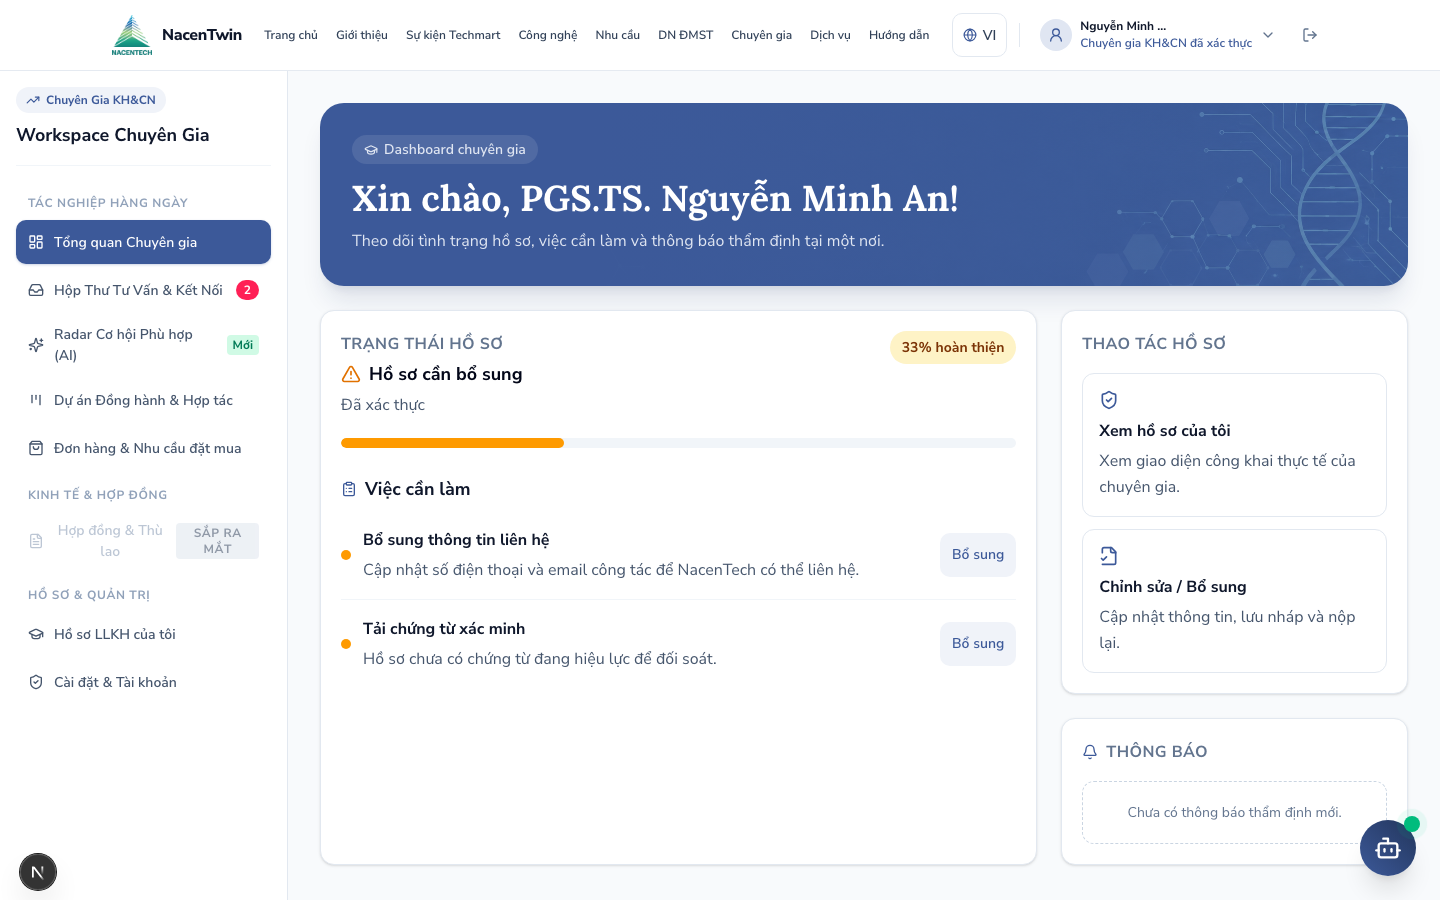 NACENTECH
NacenTwin
Trang chủ
Giới thiệu
Sự kiện Techmart
Công nghệ
Nhu cầu
DN ĐMST
Chuyên gia
Dịch vụ
Hướng dẫn
VI
Nguyễn Minh ...
Chuyên gia KH&CN đã xác thực
Chuyên Gia KH&CN
Workspace Chuyên Gia
TÁC NGHIỆP HÀNG NGÀY
Tổng quan Chuyên gia
Hộp Thư Tư Vấn & Kết Nối
2
Radar Cơ hội Phù hợp
(AI)
Mới
Dự án Đồng hành & Hợp tác
Đơn hàng & Nhu cầu đặt mua
KINH TẾ & HỢP ĐỒNG
Hợp đồng & Thù
lao
SẮP RA
MẮT
HỒ SƠ & QUẢN TRỊ
Hồ sơ LLKH của tôi
Cài đặt & Tài khoản
N
Dashboard chuyên gia
Xin chào, PGS.TS. Nguyễn Minh An!
Theo dõi tình trạng hồ sơ, việc cần làm và thông báo thẩm định tại một nơi.
TRẠNG THÁI HỒ SƠ
33% hoàn thiện
Hồ sơ cần bổ sung
Đã xác thực
Việc cần làm
Bổ sung thông tin liên hệ
Cập nhật số điện thoại và email công tác để NacenTech có thể liên hệ.
Bổ sung
Tải chứng từ xác minh
Hồ sơ chưa có chứng từ đang hiệu lực để đối soát.
Bổ sung
THAO TÁC HỒ SƠ
Xem hồ sơ của tôi
Xem giao diện công khai thực tế của
chuyên gia.
Chỉnh sửa / Bổ sung
Cập nhật thông tin, lưu nháp và nộp
lại.
THÔNG BÁO
Chưa có thông báo thẩm định mới.